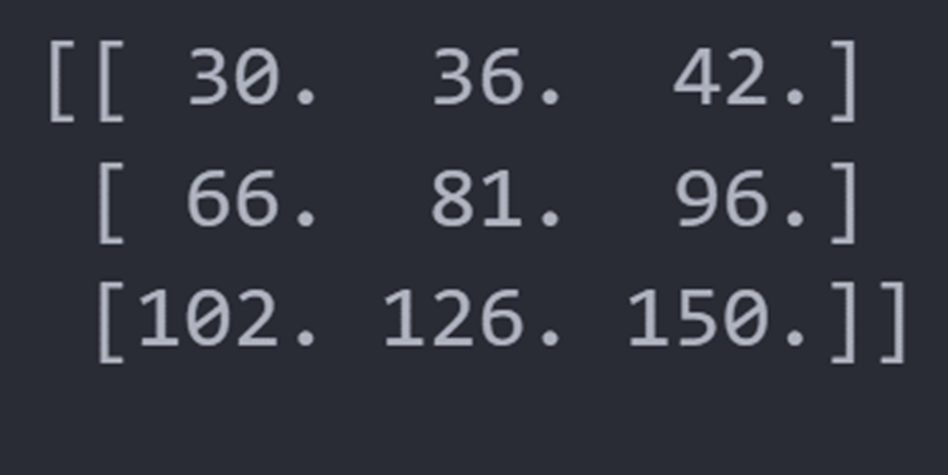 [[ 30.  36.  42.]
 [ 66.  81.  96.]
 [102. 126. 150.]]